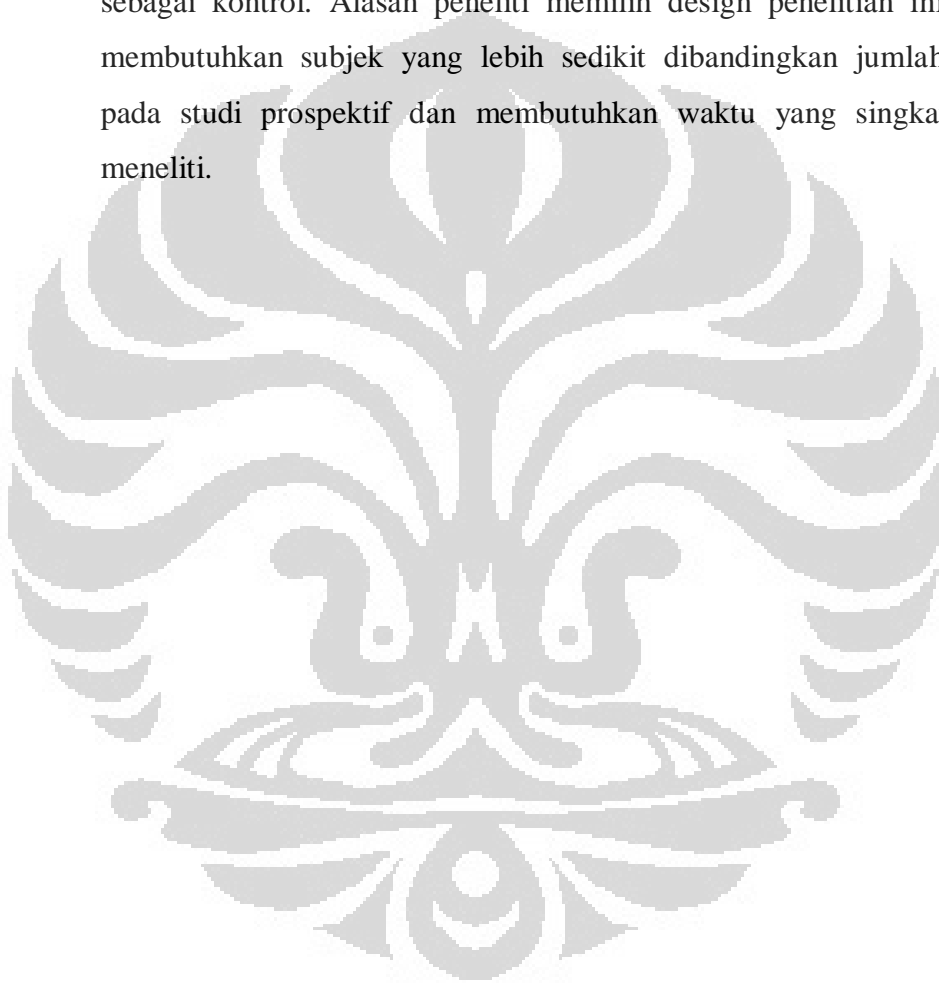 sebagai kontrol. Alasan peneliti memilih design penelitian ini
membutuhkan subjek yang lebih sedikit dibandingkan jumlah
pada studi prospektif dan membutuhkan waktu yang singka
meneliti.